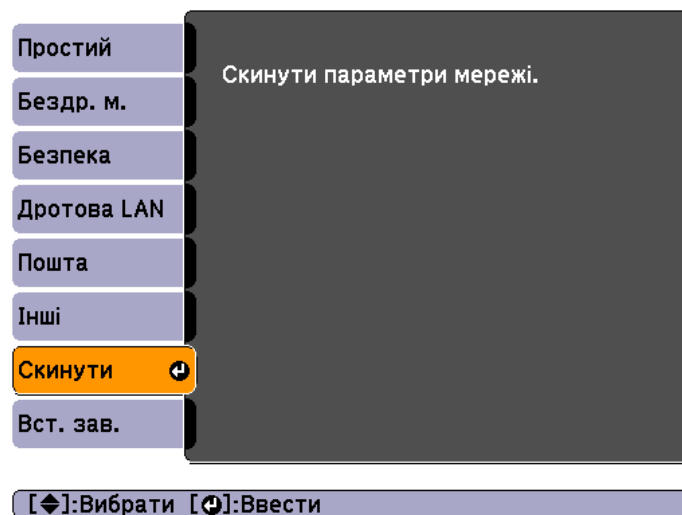 Простий
Бездр. м.
Безпека
Дротова LAN
Пошта
Інші
Скинути
Вст. зав.
Скинути параметри мережі.
[◆]:Вибрати [⏎]:Ввести